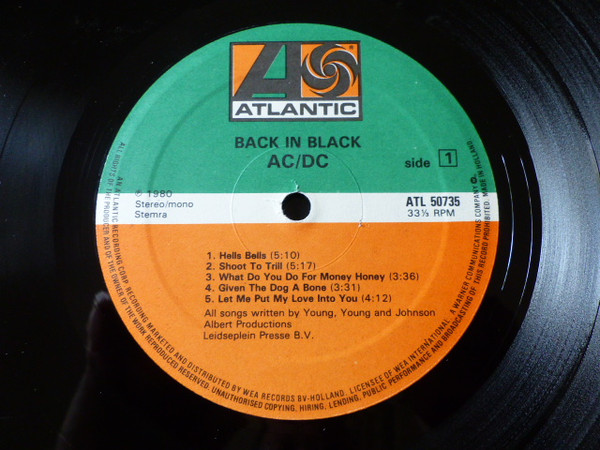 ATLANTIC
BACK IN BLACK
AC/DC
side 1
℗ 1980
Stereo/mono
Stemra
ATL 50735
33⅓ RPM
1. Hells Bells (5:10)
2. Shoot To Trill (5:17)
3. What Do You Do For Money Honey (3:36)
4. Given The Dog A Bone (3:31)
5. Let Me Put My Love Into You (4:12)
All songs written by Young, Young and Johnson
Albert Productions
Leidseplein Presse B.V.
AN ATLANTIC RECORDING CORP. RECORDING MARKETED AND DISTRIBUTED BY WEA RECORDS BV-HOLLAND. LICENSEE OF WEA INTERNATIONAL. A WARNER COMMUNICATIONS COMPANY. MADE IN HOLLAND
ALL RIGHTS OF THE PRODUCER AND OF THE OWNER OF THE WORK REPRODUCED RESERVED. UNAUTHORISED COPYING, HIRING, LENDING, PUBLIC PERFORMANCE AND BROADCASTING OF THIS RECORD PROHIBITED.